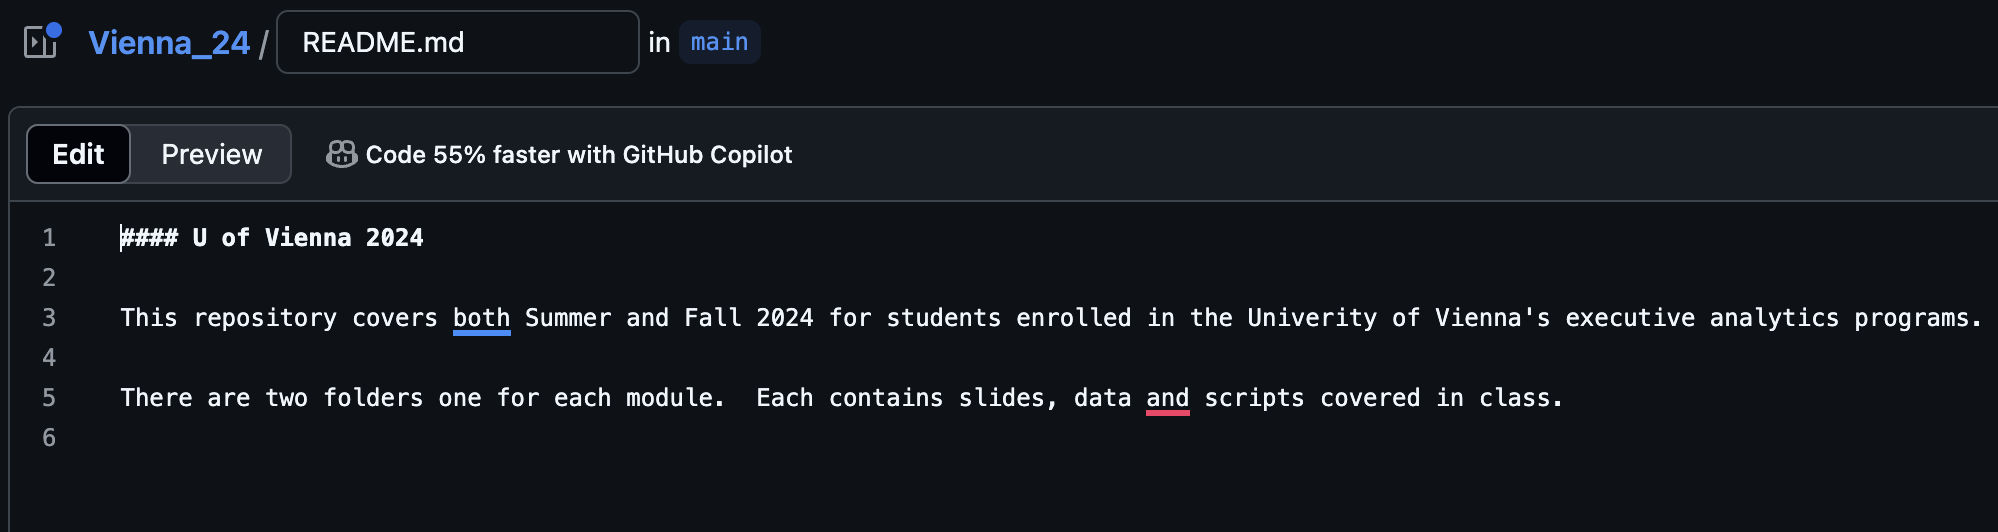 Vienna_24 / README.md in main
Edit Preview Code 55% faster with GitHub Copilot
1 #### U of Vienna 2024
2
3 This repository covers both Summer and Fall 2024 for students enrolled in the Univerity of Vienna's executive analytics programs.
4
5 There are two folders one for each module.  Each contains slides, data and scripts covered in class.
6